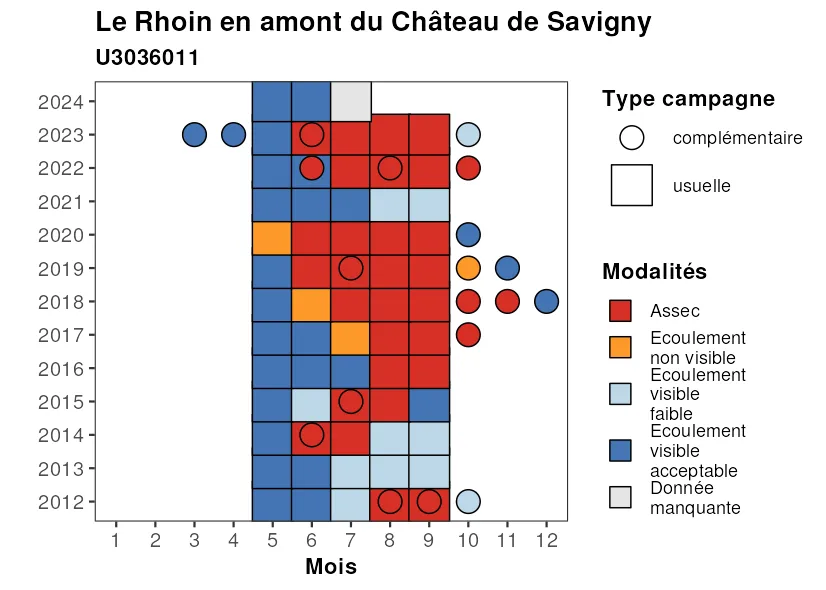 Le Rhoin en amont du Château de Savigny
U3036011
2024
2023
2022
2021
2020
2019
2018
2017
2016
2015
2014
2013
2012
1 2 3 4 5 6 7 8 9 10 11 12
Mois
Type campagne
complémentaire
usuelle
Modalités
Assec
Ecoulement
non visible
Ecoulement
visible
faible
Ecoulement
visible
acceptable
Donnée
manquante